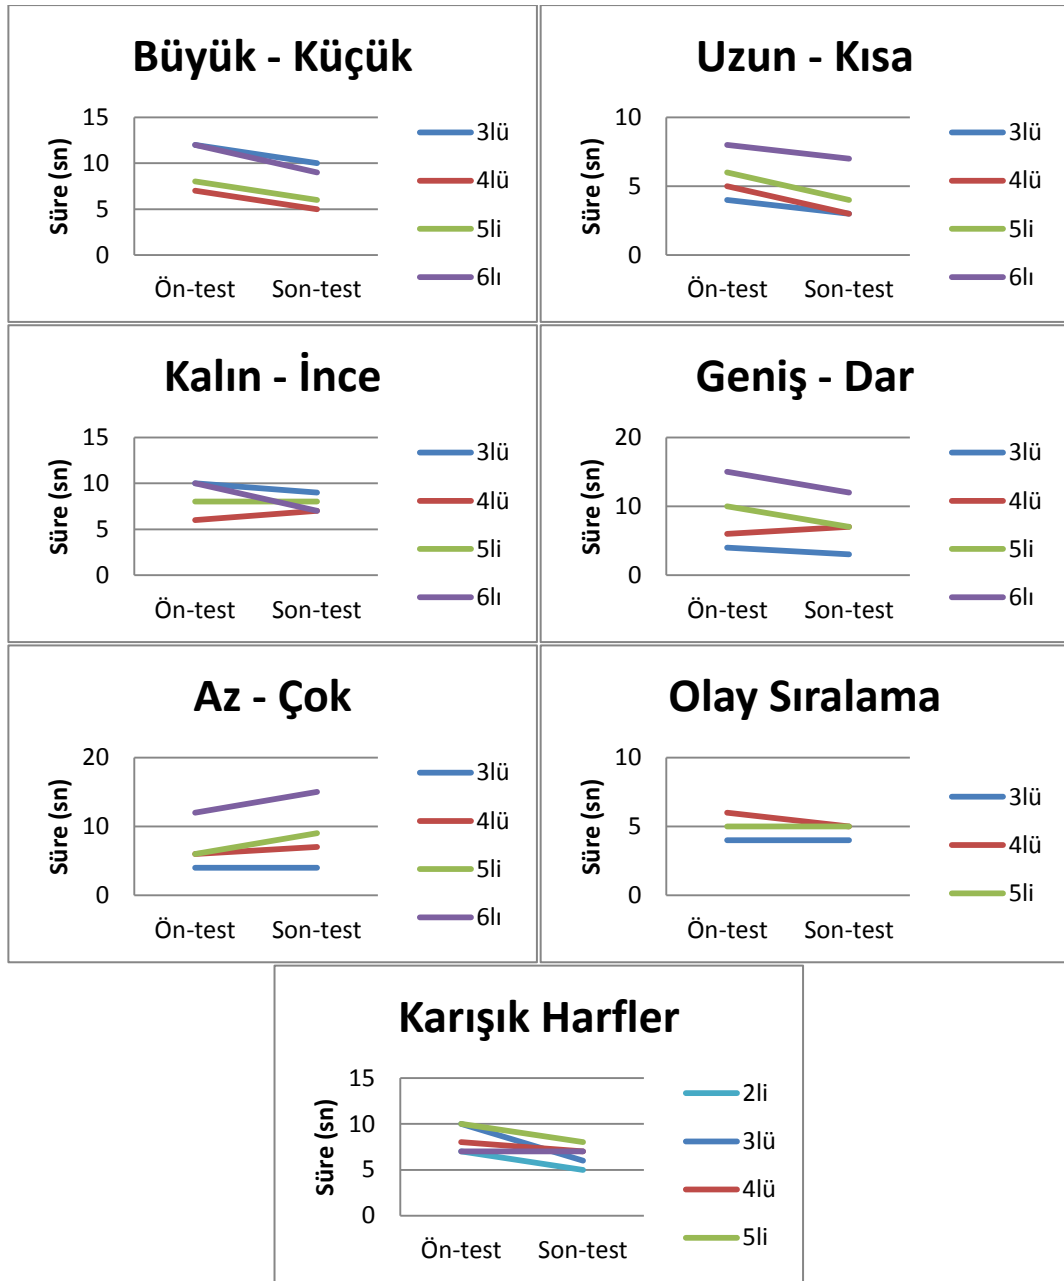 Büyük - Küçük
Süre (sn)
15
10
5
0
Ön-test Son-test
3lü
4lü
5li
6lı
Uzun - Kısa
Süre (sn)
10
5
0
Ön-test Son-test
3lü
4lü
5li
6lı
Kalın - İnce
Süre (sn)
15
10
5
0
Ön-test Son-test
3lü
4lü
5li
6lı
Geniş - Dar
Süre (sn)
20
10
0
Ön-test Son-test
3lü
4lü
5li
6lı
Az - Çok
Süre (sn)
20
10
0
Ön-test Son-test
3lü
4lü
5li
6lı
Olay Sıralama
Süre (sn)
10
5
0
Ön-test Son-test
3lü
4lü
5li
Karışık Harfler
Süre (sn)
15
10
5
0
Ön-test Son-test
2li
3lü
4lü
5li